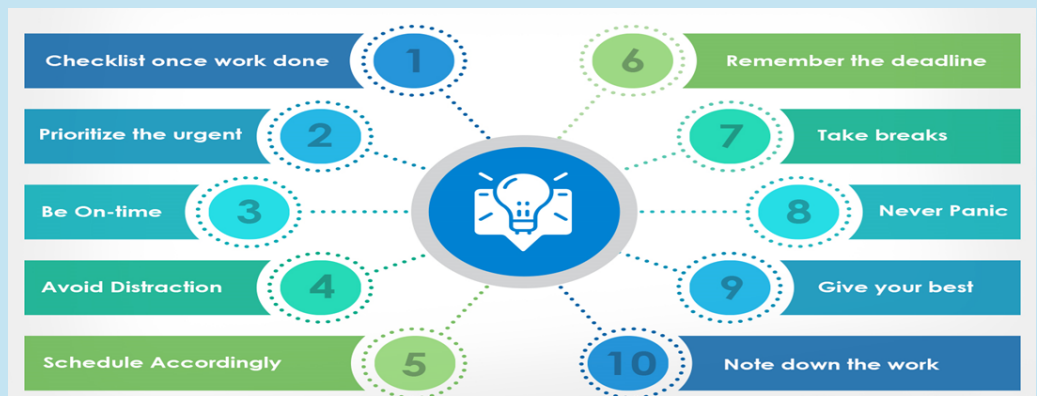 1
Checklist once work done
2
Prioritize the urgent
3
Be On-time
4
Avoid Distraction
5
Schedule Accordingly
6
Remember the deadline
7
Take breaks
8
Never Panic
9
Give your best
10
Note down the work